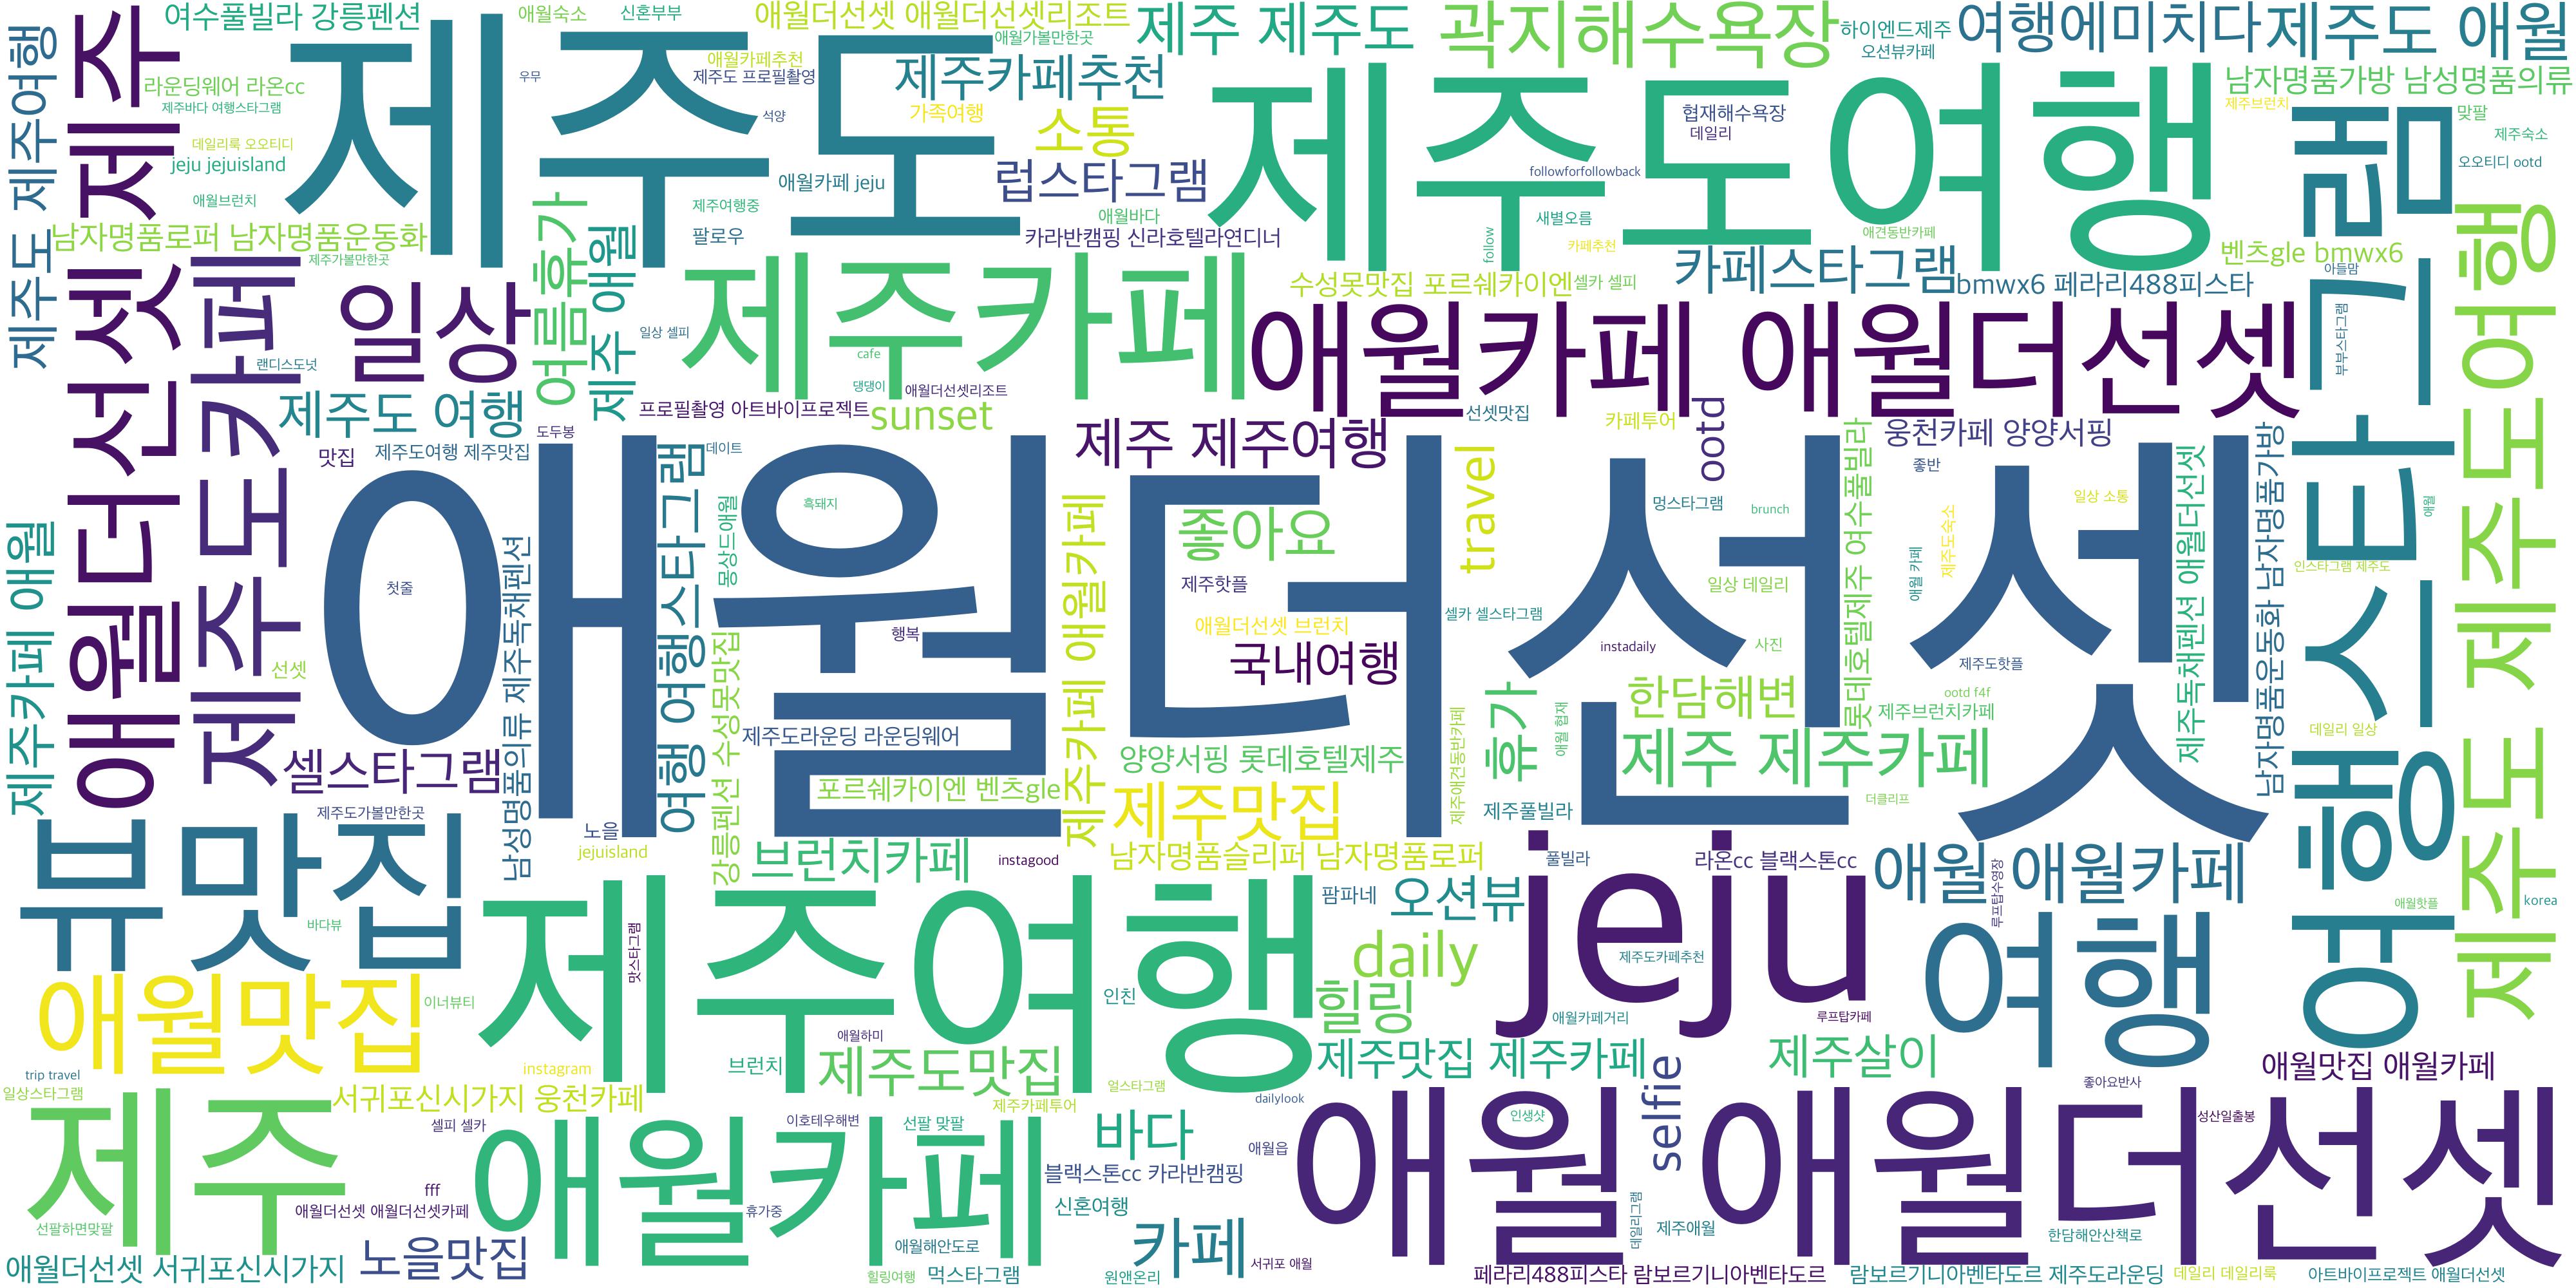 여수풀빌라 강릉펜션
애월숙소
신혼부부
애월더선셋 애월더선셋리조트
제주 제주도
곽지해수욕장
하이엔드제주
여행에미치다
제주도 애월
제주도 제주여행
제주
제주도
애월가볼만한곳
오션뷰카페
애월카페추천
제주도 프로필촬영
제주카페추천
제주도여행
남자명품가방 남성명품의류
라운딩웨어 라온cc
제주바다 여행스타그램
우무
석양
가족여행
소통
협재해수욕장
데일리
제주브런치
맞팔
제주숙소
데일리룩 오오티디
jeju jejuisland
애월카페 jeju
럽스타그램
followforfollowback
오오티디 ootd
애월브런치
제주여행중
애월바다
새별오름
남자명품로퍼 남자명품운동화
팔로우
카라반캠핑 신라호텔라연디너
follow
카페추천
애견동반카페
벤츠gle bmwx6
제주가볼만한곳
여름휴가
제주 애월
제주카페
수성못맛집 포르쉐카이엔
셀카 셀피
카페스타그램
bmwx6 페라리488피스타
아들맘
여행스타그램
제주도 제주도여행
애월더선셋
제주도카페
일상
일상 셀피
cafe
댕댕이
애월더선셋리조트
애월카페 애월더선셋
부부스타그램
랜디스도넛
제주도 여행
프로필촬영 아트바이프로젝트
sunset
선셋맛집
카페투어
ootd
도두봉
맛집
제주도여행 제주맛집
데이트
제주 제주여행
웅천카페 양양서핑
좋반
애월더선셋
여행 여행스타그램
몽상드애월
흑돼지
travel
멍스타그램
brunch
롯데호텔제주 여수풀빌라
일상 소통
제주독채펜션 애월더선셋
남자명품운동화 남자명품가방
애월
제주카페 애월
첫줄
남성명품의류 제주독채펜션
제주카페 애월카페
좋아요
제주핫플
일상 데일리
애월 카페
제주도숙소
인스타그램 제주도
애월더선셋 브런치
셀카 셀스타그램
행복
국내여행
instadaily
사진
제주도핫플
선셋
강릉펜션 수성못맛집
한담해변
ootd f4f
제주브런치카페
휴가
애월 협재
제주애견동반카페
데일리 일상
제주도라운딩 라운딩웨어
양양서핑 롯데호텔제주
제주 제주카페
셀스타그램
포르쉐카이엔 벤츠gle
제주맛집
제주풀빌라
더클리프
제주도가볼만한곳
노을
jejuisland
뷰맛집
브런치카페
instagood
남자명품슬리퍼 남자명품로퍼
풀빌라
라온cc 블랙스톤cc
애월 애월카페
루프탑수영장
제주여행
팜파네
오션뷰
jeju
애월핫플
korea
바다뷰
맛스타그램
daily
제주도카페추천
여행
애월맛집
이너뷰티
인친
힐링
애월카페거리
루프탑카페
애월하미
제주도맛집
브런치
instagram
trip travel
제주맛집 제주카페
제주살이
selfie
애월맛집 애월카페
일상스타그램
제주
서귀포신시가지 웅천카페
얼스타그램
제주카페투어
dailylook
좋아요반사
셀피 셀카
애월카페
이호테우해변
선팔 맞팔
바다
애월읍
애월 애월더선셋
인생샷
성산일출봉
블랙스톤cc 카라반캠핑
fff
애월더선셋 애월더선셋카페
휴가중
신혼여행
데일리그램
제주애월
선팔하면맞팔
한담해안산책로
애월더선셋 서귀포신시가지
노을맛집
애월해안도로
힐링여행
먹스타그램
카페
원앤온리
서귀포 애월
페라리488피스타 람보르기니아벤타도르
람보르기니아벤타도르 제주도라운딩
데일리 데일리룩
아트바이프로젝트 애월더선셋